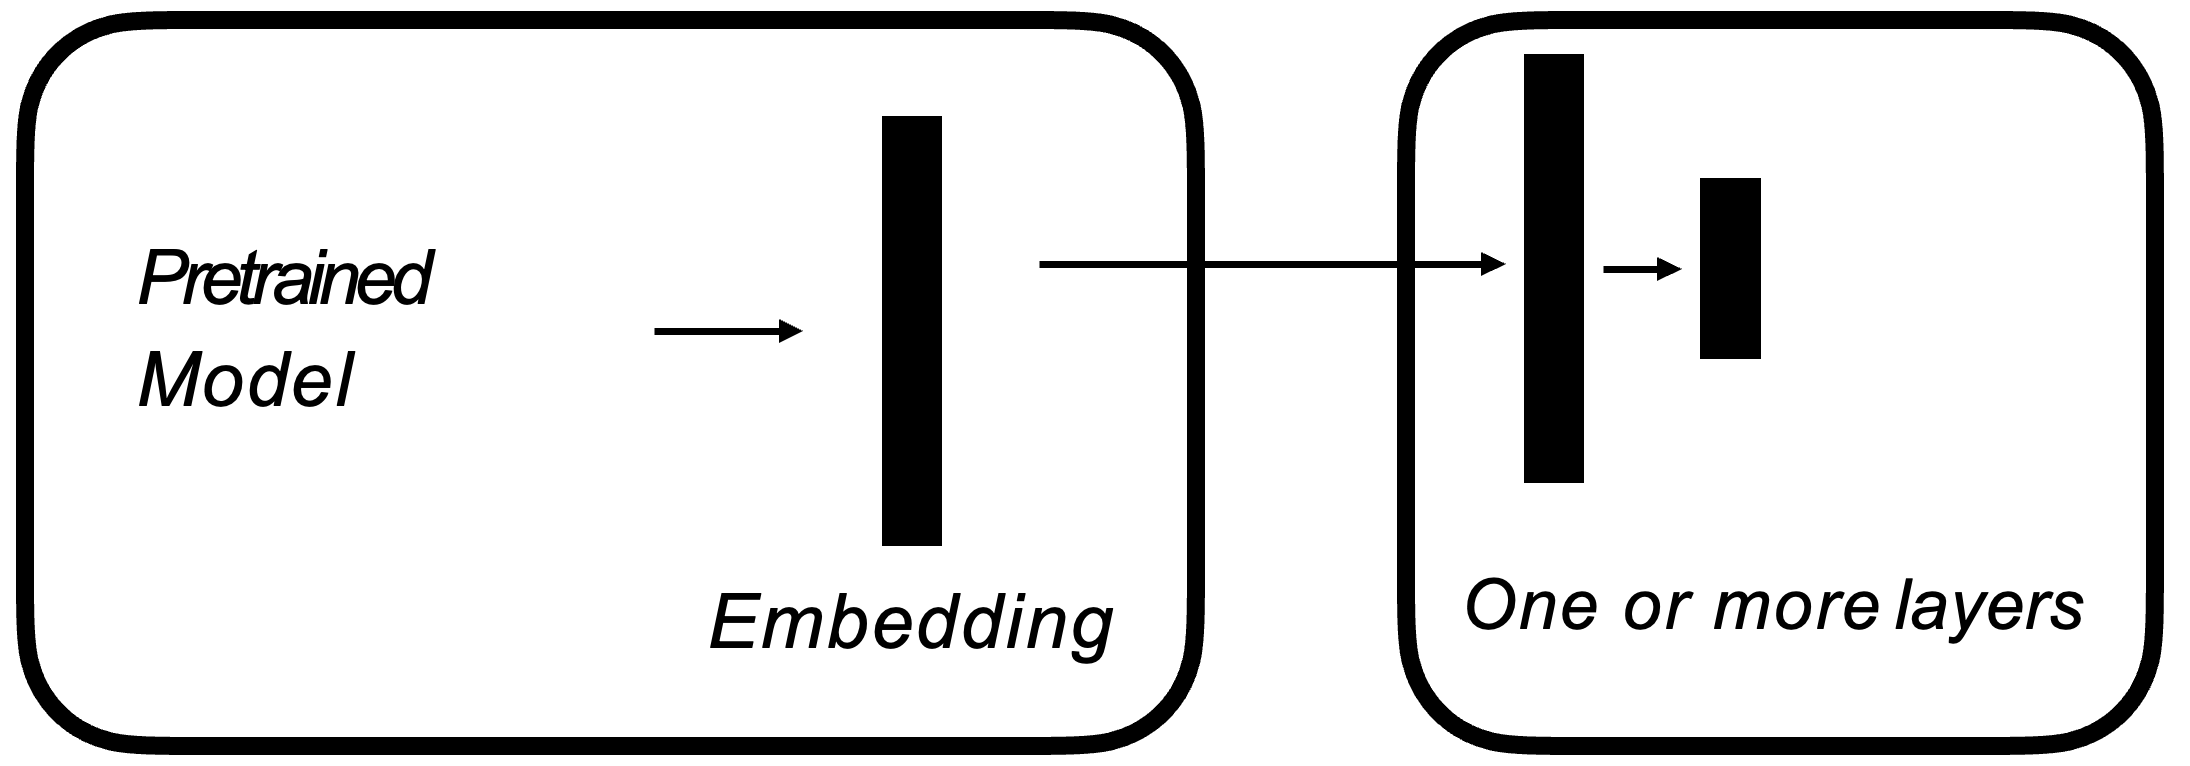 Pretrained
Model
Embedding
One or more layers